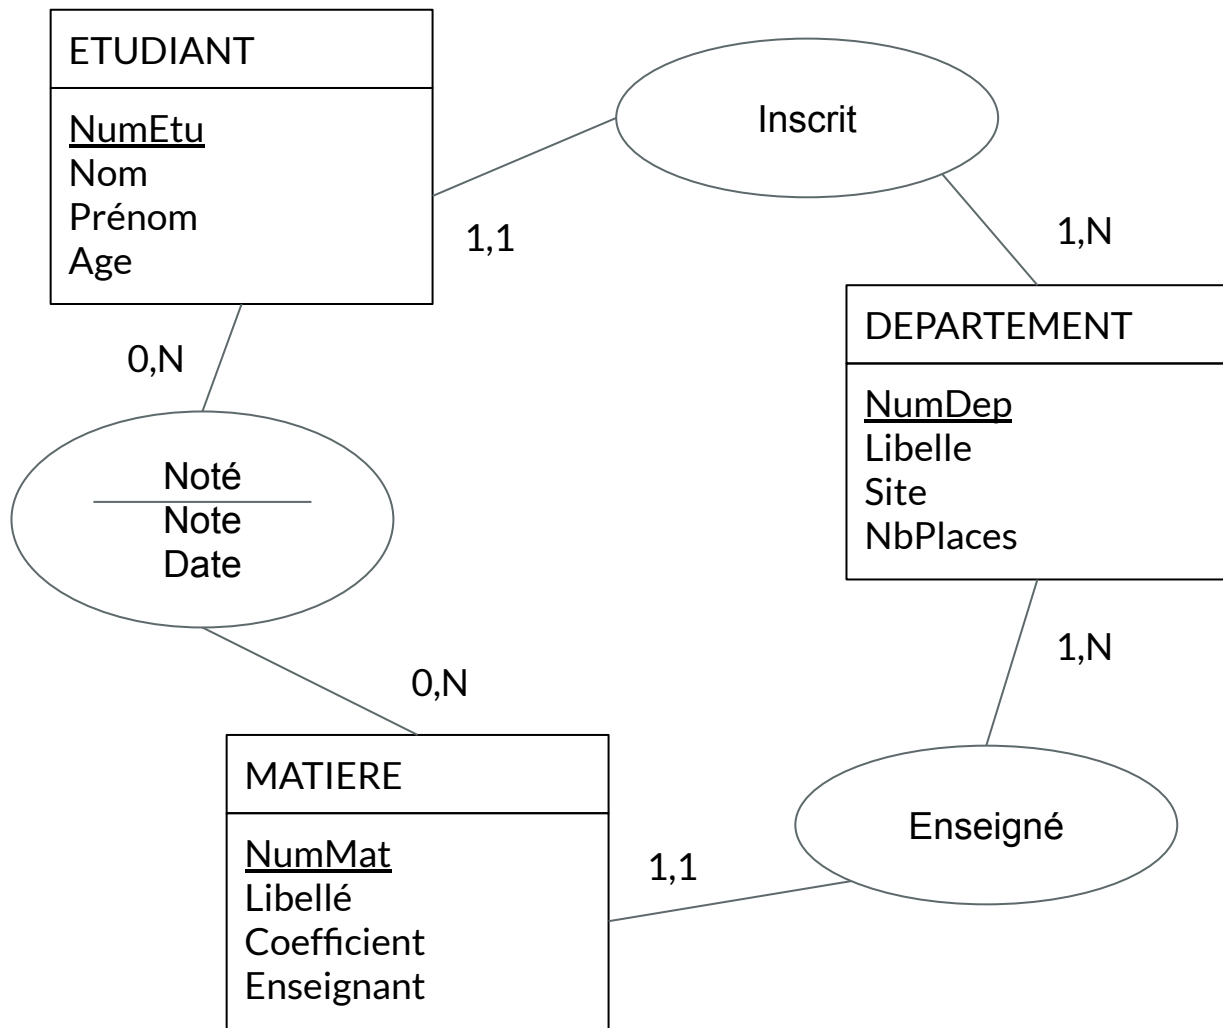 ETUDIANT
NumEtu
Nom
Prénom
Age
1,1
Inscrit
1,N
DEPARTEMENT
NumDep
Libelle
Site
NbPlaces
0,N
Noté
Note
Date
0,N
MATIERE
NumMat
Libellé
Coefficient
Enseignant
1,1
Enseigné
1,N